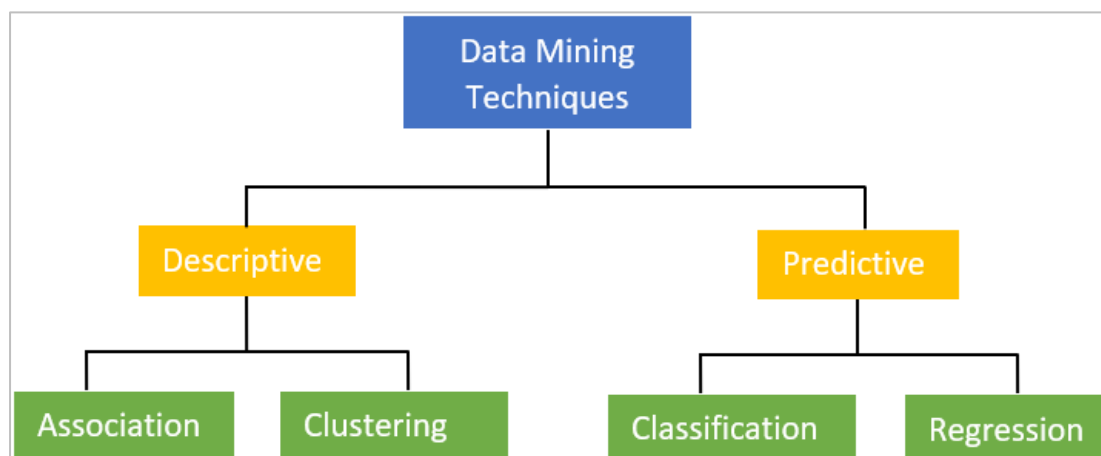 Data Mining
Techniques
Descriptive
Predictive
Association
Clustering
Classification
Regression